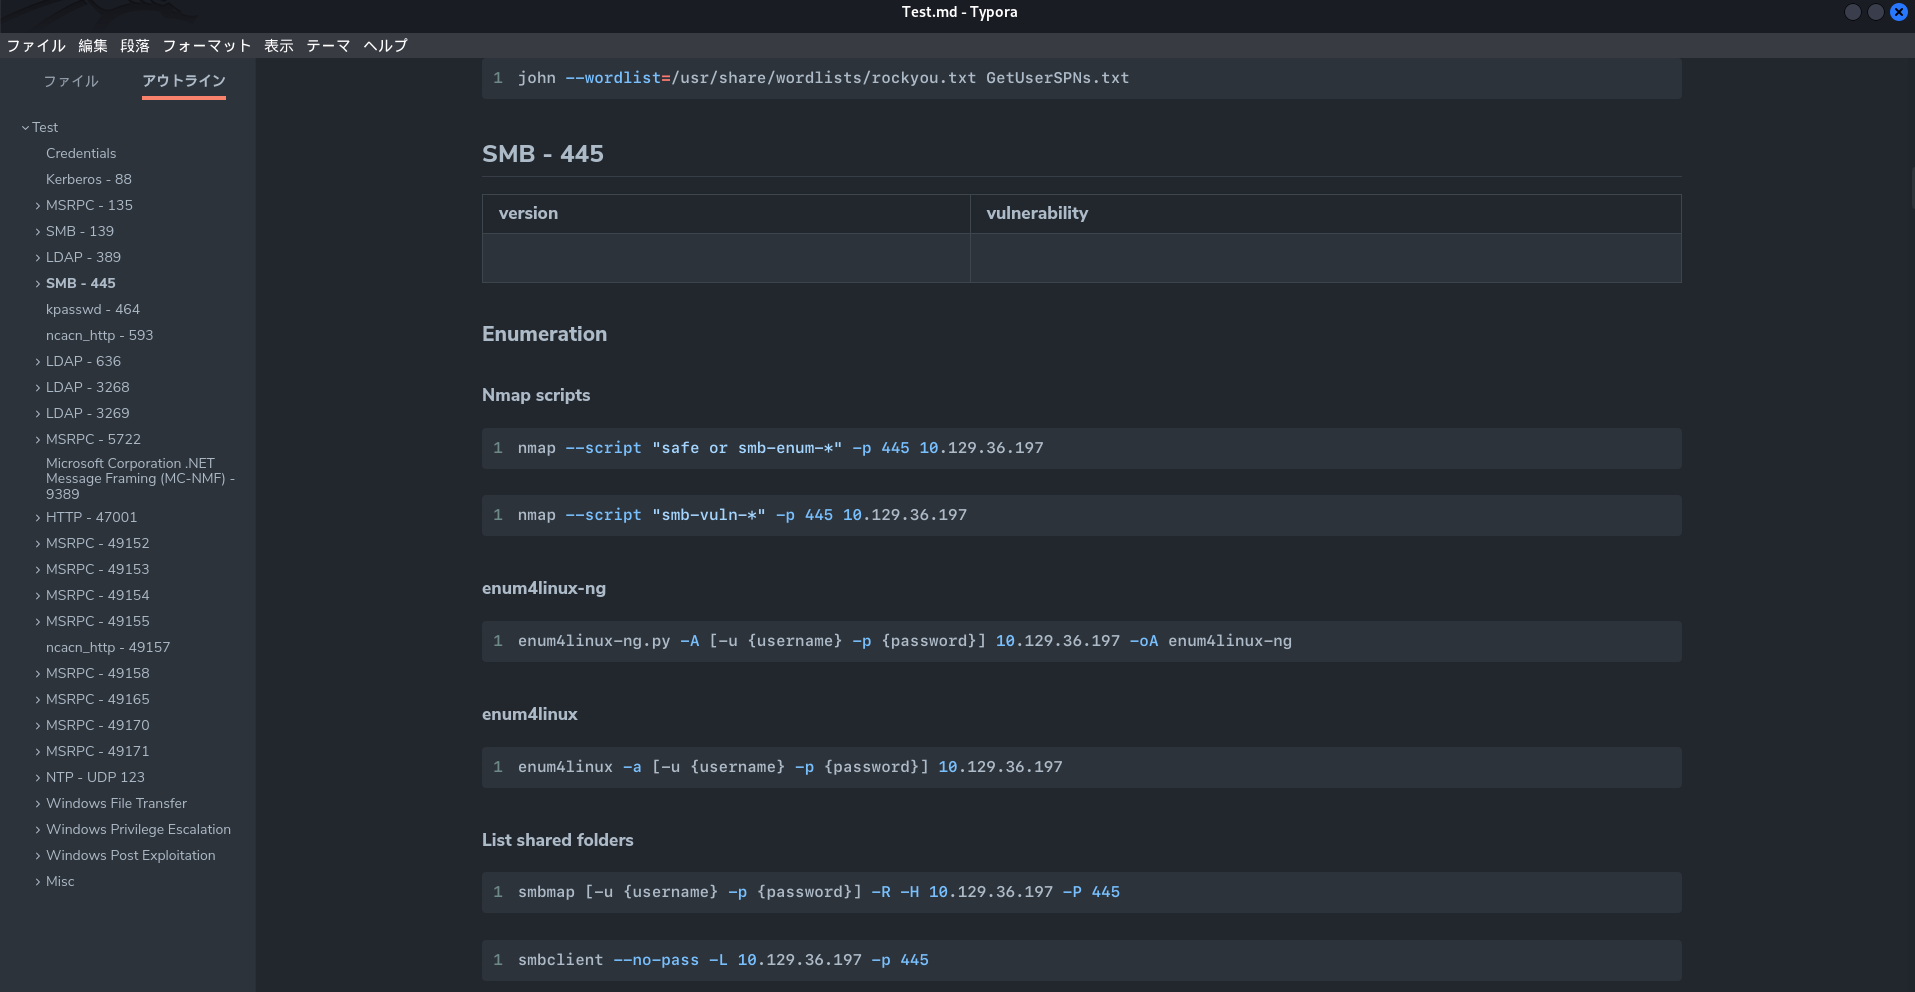 Test.md - Typora
ファイル 編集 段落 フォーマット 表示 テーマ ヘルプ
ファイル アウトライン
Test
Credentials
Kerberos - 88
MSRPC - 135
SMB - 139
LDAP - 389
SMB - 445
kpasswd - 464
ncacn_http - 593
LDAP - 636
LDAP - 3268
LDAP - 3269
MSRPC - 5722
Microsoft Corporation .NET
Message Framing (MC-NMF) -
9389
HTTP - 47001
MSRPC - 49152
MSRPC - 49153
MSRPC - 49154
MSRPC - 49155
ncacn_http - 49157
MSRPC - 49158
MSRPC - 49165
MSRPC - 49170
MSRPC - 49171
NTP - UDP 123
Windows File Transfer
Windows Privilege Escalation
Windows Post Exploitation
Misc
1 john --wordlist=/usr/share/wordlists/rockyou.txt GetUserSPNs.txt
SMB - 445
version vulnerability
Enumeration
Nmap scripts
1 nmap --script "safe or smb-enum-*" -p 445 10.129.36.197
1 nmap --script "smb-vuln-*" -p 445 10.129.36.197
enum4linux-ng
1 enum4linux-ng.py -A [-u {username} -p {password}] 10.129.36.197 -oA enum4linux-ng
enum4linux
1 enum4linux -a [-u {username} -p {password}] 10.129.36.197
List shared folders
1 smbmap [-u {username} -p {password}] -R -H 10.129.36.197 -P 445
1 smbclient --no-pass -L 10.129.36.197 -p 445